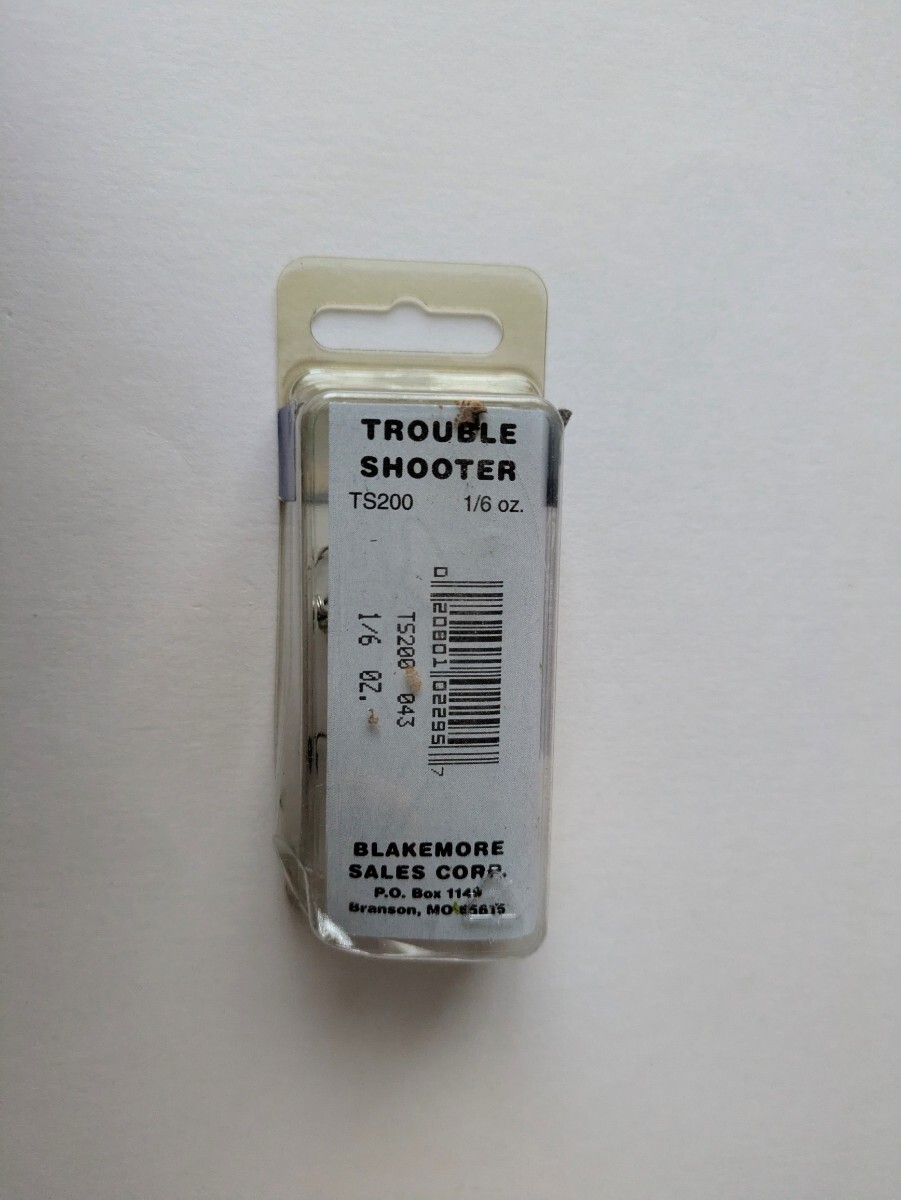 TROUBLE
SHOOTER
TS200 1/6 oz.
0 20801 02295 7
TS200 043
1/6 OZ.
BLAKEMORE
SALES CORP.
P.O. Box 1149
Branson, MO 65615